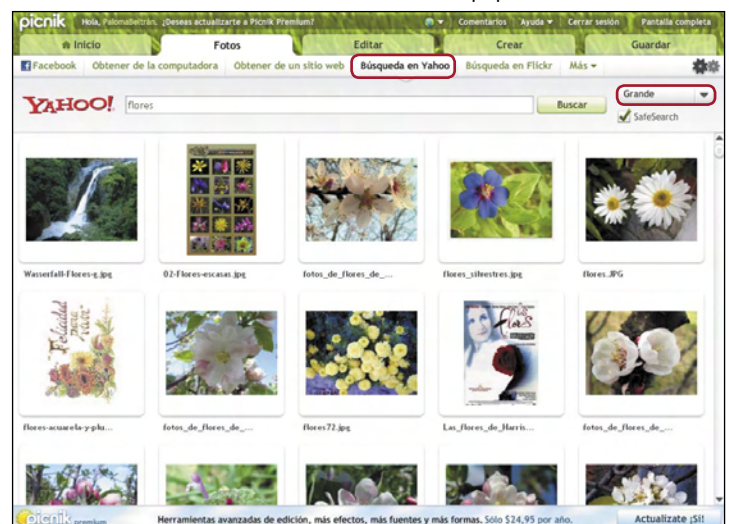 picnik Hola, PalomaBeltrán. ¿Deseas actualizarte a Picnik Premium? Comentarios Ayuda Cerrar sesión Pantalla completa
Inicio Fotos Editar Crear Guardar
Facebook Obtener de la computadora Obtener de un sitio web Búsqueda en Yahoo Búsqueda en Flickr Más
YAHOO! flores Buscar Grande
SafeSearch
Wasserfall-Flores-g.jpg 02-Flores-escasas.jpg fotos_de_flores_de_... flores_silvestres.jpg flores.JPG
Felicidad para vivir
flores
flores-acuarela-y-plu... fotos_de_flores_de_... flores72.jpg Las_flores_de_Harris... fotos_de_flores_de_...
picnik premium Herramientas avanzadas de edición, más efectos, más fuentes y más formas. Sólo $24,95 por año. Actualízate ¡Sí!